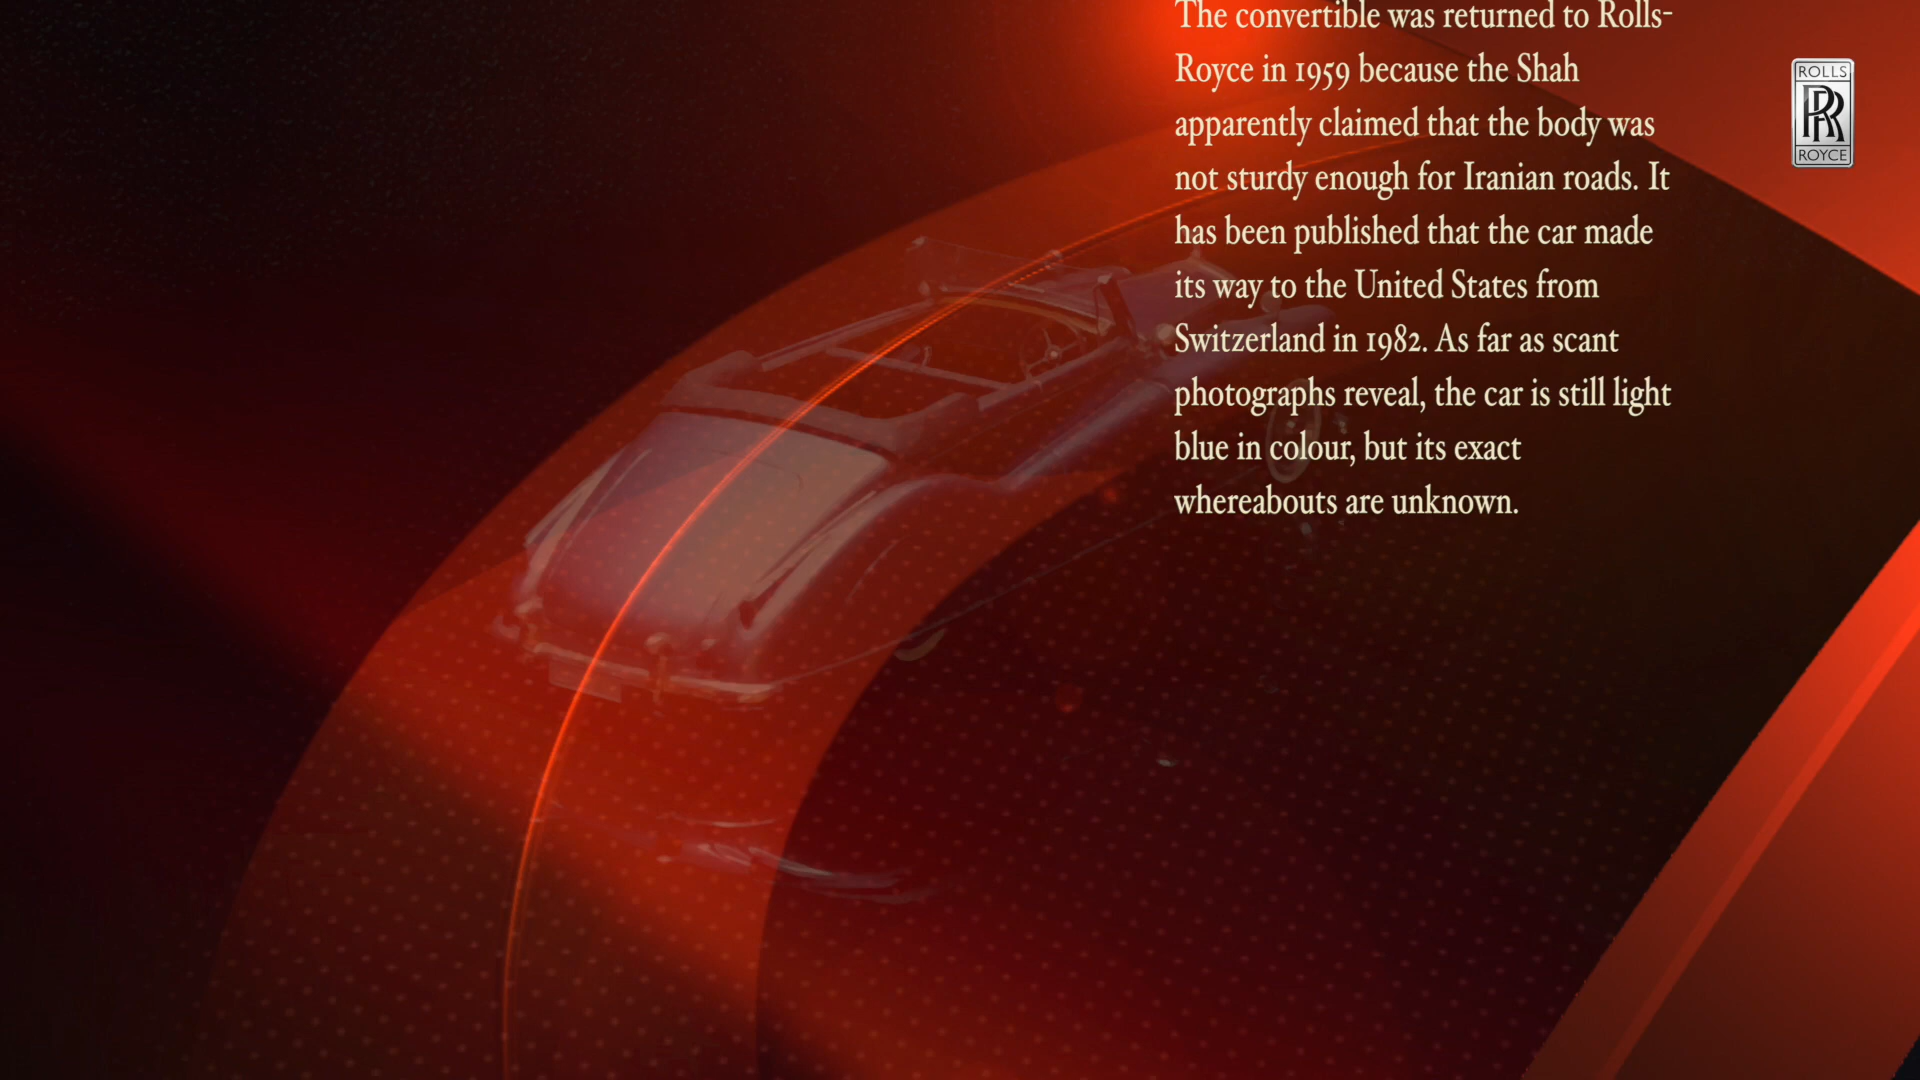 The convertible was returned to Rolls-
Royce in 1959 because the Shah
apparently claimed that the body was
not sturdy enough for Iranian roads. It
has been published that the car made
its way to the United States from
Switzerland in 1982. As far as scant
photographs reveal, the car is still light
blue in colour, but its exact
whereabouts are unknown.
ROLLS
RR
ROYCE